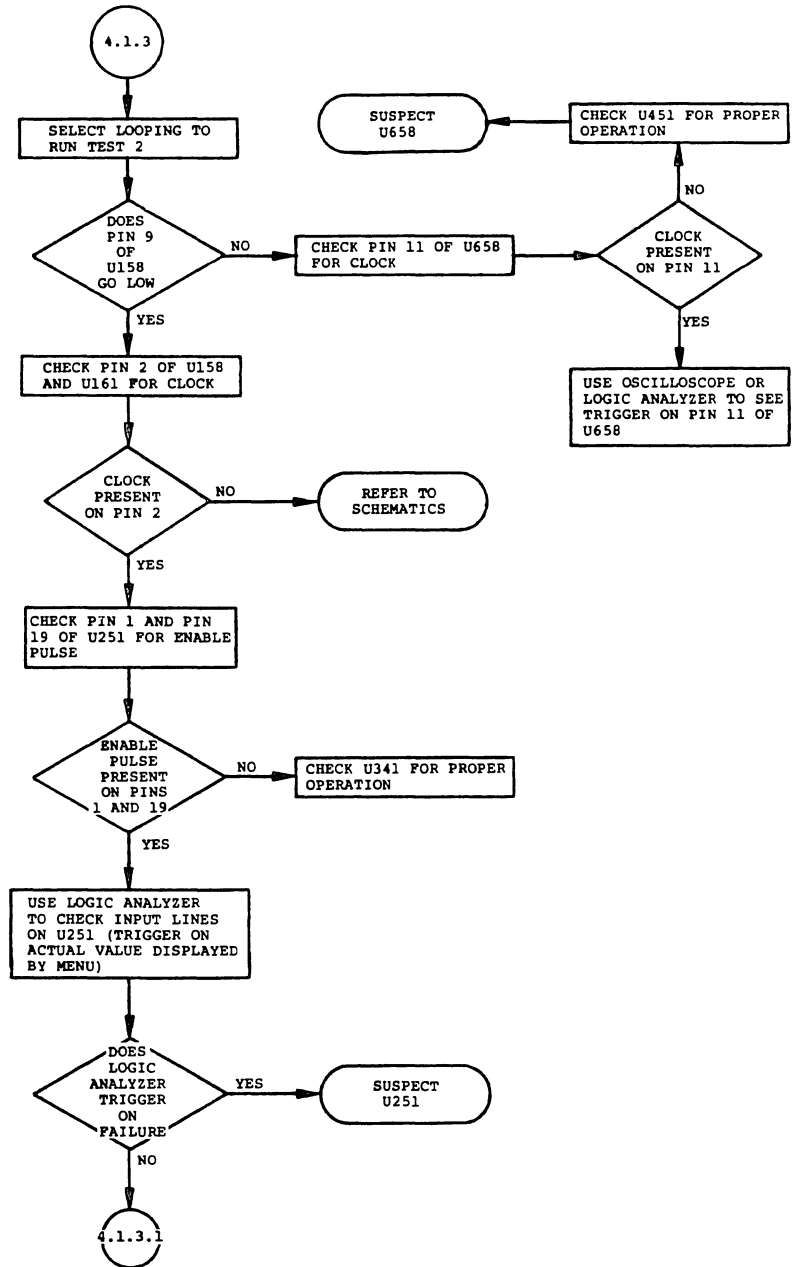 4.1.3
SELECT LOOPING TO
RUN TEST 2
DOES
PIN 9
OF
U158
GO LOW
NO
CHECK PIN 11 OF U658
FOR CLOCK
CLOCK
PRESENT
ON PIN 11
NO
CHECK U451 FOR PROPER
OPERATION
SUSPECT
U658
YES
USE OSCILLOSCOPE OR
LOGIC ANALYZER TO SEE
TRIGGER ON PIN 11 OF
U658
YES
CHECK PIN 2 OF U158
AND U161 FOR CLOCK
CLOCK
PRESENT
ON PIN 2
NO
REFER TO
SCHEMATICS
YES
CHECK PIN 1 AND PIN
19 OF U251 FOR ENABLE
PULSE
ENABLE
PULSE
PRESENT
ON PINS
1 AND 19
NO
CHECK U341 FOR PROPER
OPERATION
YES
USE LOGIC ANALYZER
TO CHECK INPUT LINES
ON U251 (TRIGGER ON
ACTUAL VALUE DISPLAYED
BY MENU)
DOES
LOGIC
ANALYZER
TRIGGER
ON
FAILURE
YES
SUSPECT
U251
NO
4.1.3.1